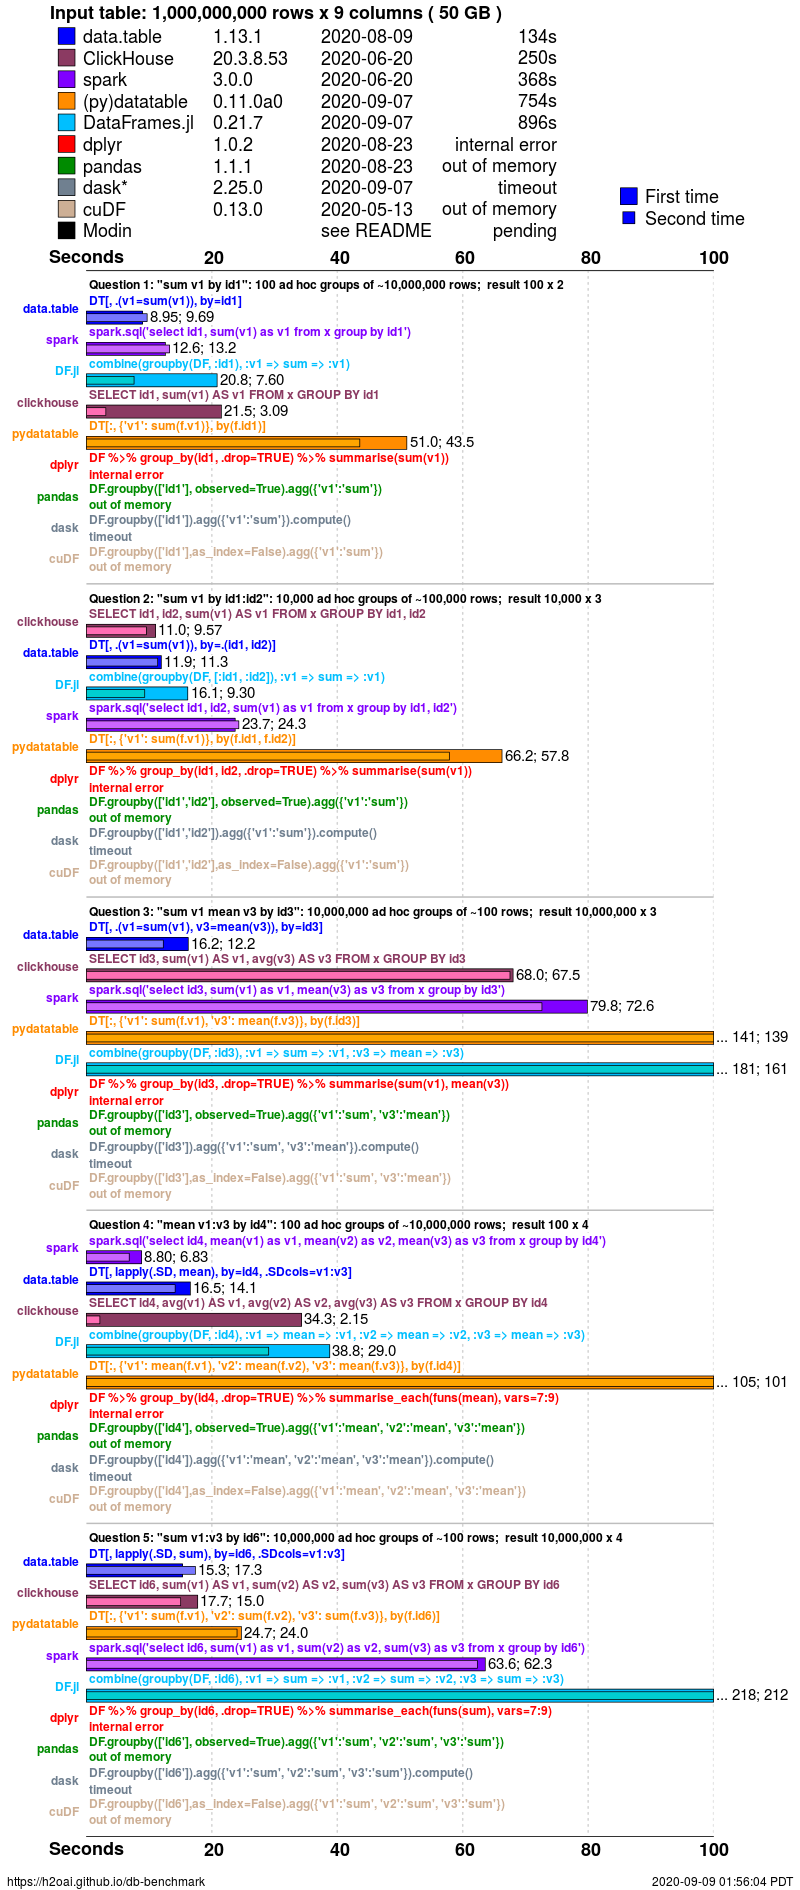 Input table: 1,000,000,000 rows x 9 columns ( 50 GB )
data.table 1.13.1 2020-08-09 134s
ClickHouse 20.3.8.53 2020-06-20 250s
spark 3.0.0 2020-06-20 368s
(py)datatable 0.11.0a0 2020-09-07 754s
DataFrames.jl 0.21.7 2020-09-07 896s
dplyr 1.0.2 2020-08-23 internal error
pandas 1.1.1 2020-08-23 out of memory
dask* 2.25.0 2020-09-07 timeout
cuDF 0.13.0 2020-05-13 out of memory
Modin see README pending
First time
Second time
Seconds 20 40 60 80 100
Question 1: "sum v1 by id1": 100 ad hoc groups of ~10,000,000 rows; result 100 x 2
DT[, .(v1=sum(v1)), by=id1]
data.table 8.95; 9.69
spark.sql('select id1, sum(v1) as v1 from x group by id1')
spark 12.6; 13.2
combine(groupby(DF, :id1), :v1 => sum => :v1)
DF.jl 20.8; 7.60
SELECT id1, sum(v1) AS v1 FROM x GROUP BY id1
clickhouse 21.5; 3.09
DT[:, {'v1': sum(f.v1)}, by(f.id1)]
pydatatable 51.0; 43.5
DF %>% group_by(id1, .drop=TRUE) %>% summarise(sum(v1))
dplyr internal error
DF.groupby(['id1'], observed=True).agg({'v1':'sum'})
pandas out of memory
DF.groupby(['id1']).agg({'v1':'sum'}).compute()
dask timeout
DF.groupby(['id1'],as_index=False).agg({'v1':'sum'})
cuDF out of memory
Question 2: "sum v1 by id1:id2": 10,000 ad hoc groups of ~100,000 rows; result 10,000 x 3
SELECT id1, id2, sum(v1) AS v1 FROM x GROUP BY id1, id2
clickhouse 11.0; 9.57
DT[, .(v1=sum(v1)), by=.(id1, id2)]
data.table 11.9; 11.3
combine(groupby(DF, [:id1, :id2]), :v1 => sum => :v1)
DF.jl 16.1; 9.30
spark.sql('select id1, id2, sum(v1) as v1 from x group by id1, id2')
spark 23.7; 24.3
DT[:, {'v1': sum(f.v1)}, by(f.id1, f.id2)]
pydatatable 66.2; 57.8
DF %>% group_by(id1, id2, .drop=TRUE) %>% summarise(sum(v1))
dplyr internal error
DF.groupby(['id1','id2'], observed=True).agg({'v1':'sum'})
pandas out of memory
DF.groupby(['id1','id2']).agg({'v1':'sum'}).compute()
dask timeout
DF.groupby(['id1','id2'],as_index=False).agg({'v1':'sum'})
cuDF out of memory
Question 3: "sum v1 mean v3 by id3": 10,000,000 ad hoc groups of ~100 rows; result 10,000,000 x 3
DT[, .(v1=sum(v1), v3=mean(v3)), by=id3]
data.table 16.2; 12.2
SELECT id3, sum(v1) AS v1, avg(v3) AS v3 FROM x GROUP BY id3
clickhouse 68.0; 67.5
spark.sql('select id3, sum(v1) as v1, mean(v3) as v3 from x group by id3')
spark 79.8; 72.6
DT[:, {'v1': sum(f.v1), 'v3': mean(f.v3)}, by(f.id3)]
pydatatable ... 141; 139
combine(groupby(DF, :id3), :v1 => sum => :v1, :v3 => mean => :v3)
DF.jl ... 181; 161
DF %>% group_by(id3, .drop=TRUE) %>% summarise(sum(v1), mean(v3))
dplyr internal error
DF.groupby(['id3'], observed=True).agg({'v1':'sum', 'v3':'mean'})
pandas out of memory
DF.groupby(['id3']).agg({'v1':'sum', 'v3':'mean'}).compute()
dask timeout
DF.groupby(['id3'],as_index=False).agg({'v1':'sum', 'v3':'mean'})
cuDF out of memory
Question 4: "mean v1:v3 by id4": 100 ad hoc groups of ~10,000,000 rows; result 100 x 4
spark.sql('select id4, mean(v1) as v1, mean(v2) as v2, mean(v3) as v3 from x group by id4')
spark 8.80; 6.83
DT[, lapply(.SD, mean), by=id4, .SDcols=v1:v3]
data.table 16.5; 14.1
SELECT id4, avg(v1) AS v1, avg(v2) AS v2, avg(v3) AS v3 FROM x GROUP BY id4
clickhouse 34.3; 2.15
combine(groupby(DF, :id4), :v1 => mean => :v1, :v2 => mean => :v2, :v3 => mean => :v3)
DF.jl 38.8; 29.0
DT[:, {'v1': mean(f.v1), 'v2': mean(f.v2), 'v3': mean(f.v3)}, by(f.id4)]
pydatatable ... 105; 101
DF %>% group_by(id4, .drop=TRUE) %>% summarise_each(funs(mean), vars=7:9)
dplyr internal error
DF.groupby(['id4'], observed=True).agg({'v1':'mean', 'v2':'mean', 'v3':'mean'})
pandas out of memory
DF.groupby(['id4']).agg({'v1':'mean', 'v2':'mean', 'v3':'mean'}).compute()
dask timeout
DF.groupby(['id4'],as_index=False).agg({'v1':'mean', 'v2':'mean', 'v3':'mean'})
cuDF out of memory
Question 5: "sum v1:v3 by id6": 10,000,000 ad hoc groups of ~100 rows; result 10,000,000 x 4
DT[, lapply(.SD, sum), by=id6, .SDcols=v1:v3]
data.table 15.3; 17.3
SELECT id6, sum(v1) AS v1, sum(v2) AS v2, sum(v3) AS v3 FROM x GROUP BY id6
clickhouse 17.7; 15.0
DT[:, {'v1': sum(f.v1), 'v2': sum(f.v2), 'v3': sum(f.v3)}, by(f.id6)]
pydatatable 24.7; 24.0
spark.sql('select id6, sum(v1) as v1, sum(v2) as v2, sum(v3) as v3 from x group by id6')
spark 63.6; 62.3
combine(groupby(DF, :id6), :v1 => sum => :v1, :v2 => sum => :v2, :v3 => sum => :v3)
DF.jl ... 218; 212
DF %>% group_by(id6, .drop=TRUE) %>% summarise_each(funs(sum), vars=7:9)
dplyr internal error
DF.groupby(['id6'], observed=True).agg({'v1':'sum', 'v2':'sum', 'v3':'sum'})
pandas out of memory
DF.groupby(['id6']).agg({'v1':'sum', 'v2':'sum', 'v3':'sum'}).compute()
dask timeout
DF.groupby(['id6'],as_index=False).agg({'v1':'sum', 'v2':'sum', 'v3':'sum'})
cuDF out of memory
Seconds 20 40 60 80 100
https://h2oai.github.io/db-benchmark 2020-09-09 01:56:04 PDT